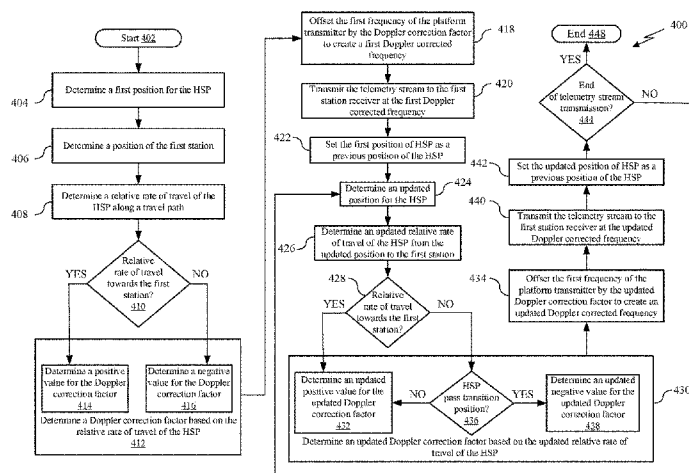 Start 402
404
Determine a first position for the HSP
406
Determine a position of the first station
408
Determine a relative rate of travel of the
HSP along a travel path
YES
NO
Relative
rate of travel
towards the first
station?
410
Determine a positive
value for the Doppler
correction factor
414
Determine a negative
value for the Doppler
correction factor
416
Determine a Doppler correction factor based on the
relative rate of travel of the HSP
412
Offset the first frequency of the platform
transmitter by the Doppler correction factor to
create a first Doppler corrected
frequency
418
Transmit the telemetry stream to the first
station receiver at the first Doppler
corrected frequency
420
422
Set the first position of HSP as a
previous position of the HSP
Determine an updated
position for the HSP
424
426
Determine an updated relative rate
of travel of the HSP from the
updated position to the first station
428
YES
NO
Relative
rate of travel
towards the first
station?
Determine an updated
positive value for the
updated Doppler
correction factor
432
NO
HSP
pass transition
position?
436
YES
Determine an updated
negative value for the
updated Doppler
correction factor
438
Determine an updated Doppler correction factor based on the updated relative rate of
travel of the HSP
430
434
Offset the first frequency of the
platform transmitter by the updated
Doppler correction factor to create an
updated Doppler corrected frequency
440
Transmit the telemetry stream to the
first station receiver at the updated
Doppler corrected frequency
442
Set the updated position of HSP as a
previous position of the HSP
End
of telemetry stream
transmission?
444
YES
NO
End 448
400